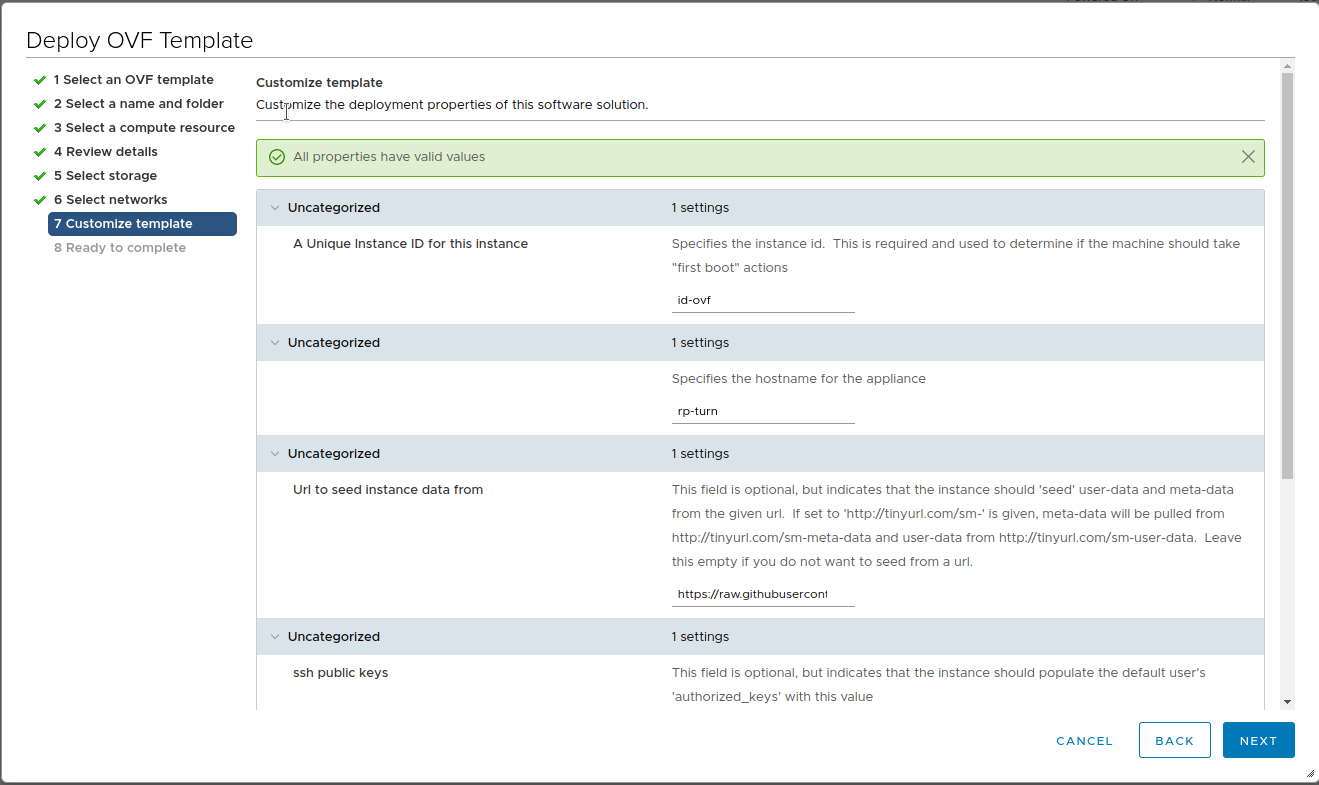 Deploy OVF Template
1 Select an OVF template
2 Select a name and folder
3 Select a compute resource
4 Review details
5 Select storage
6 Select networks
7 Customize template
8 Ready to complete
Customize template
Customize the deployment properties of this software solution.
All properties have valid values
Uncategorized 1 settings
A Unique Instance ID for this instance
Specifies the instance id. This is required and used to determine if the machine should take
"first boot" actions
id-ovf
Uncategorized 1 settings
Specifies the hostname for the appliance
rp-turn
Uncategorized 1 settings
Url to seed instance data from
This field is optional, but indicates that the instance should 'seed' user-data and meta-data
from the given url. If set to 'http://tinyurl.com/sm-' is given, meta-data will be pulled from
http://tinyurl.com/sm-meta-data and user-data from http://tinyurl.com/sm-user-data. Leave
this empty if you do not want to seed from a url.
https://raw.githubusercont
Uncategorized 1 settings
ssh public keys
This field is optional, but indicates that the instance should populate the default user's
'authorized_keys' with this value
CANCEL BACK NEXT